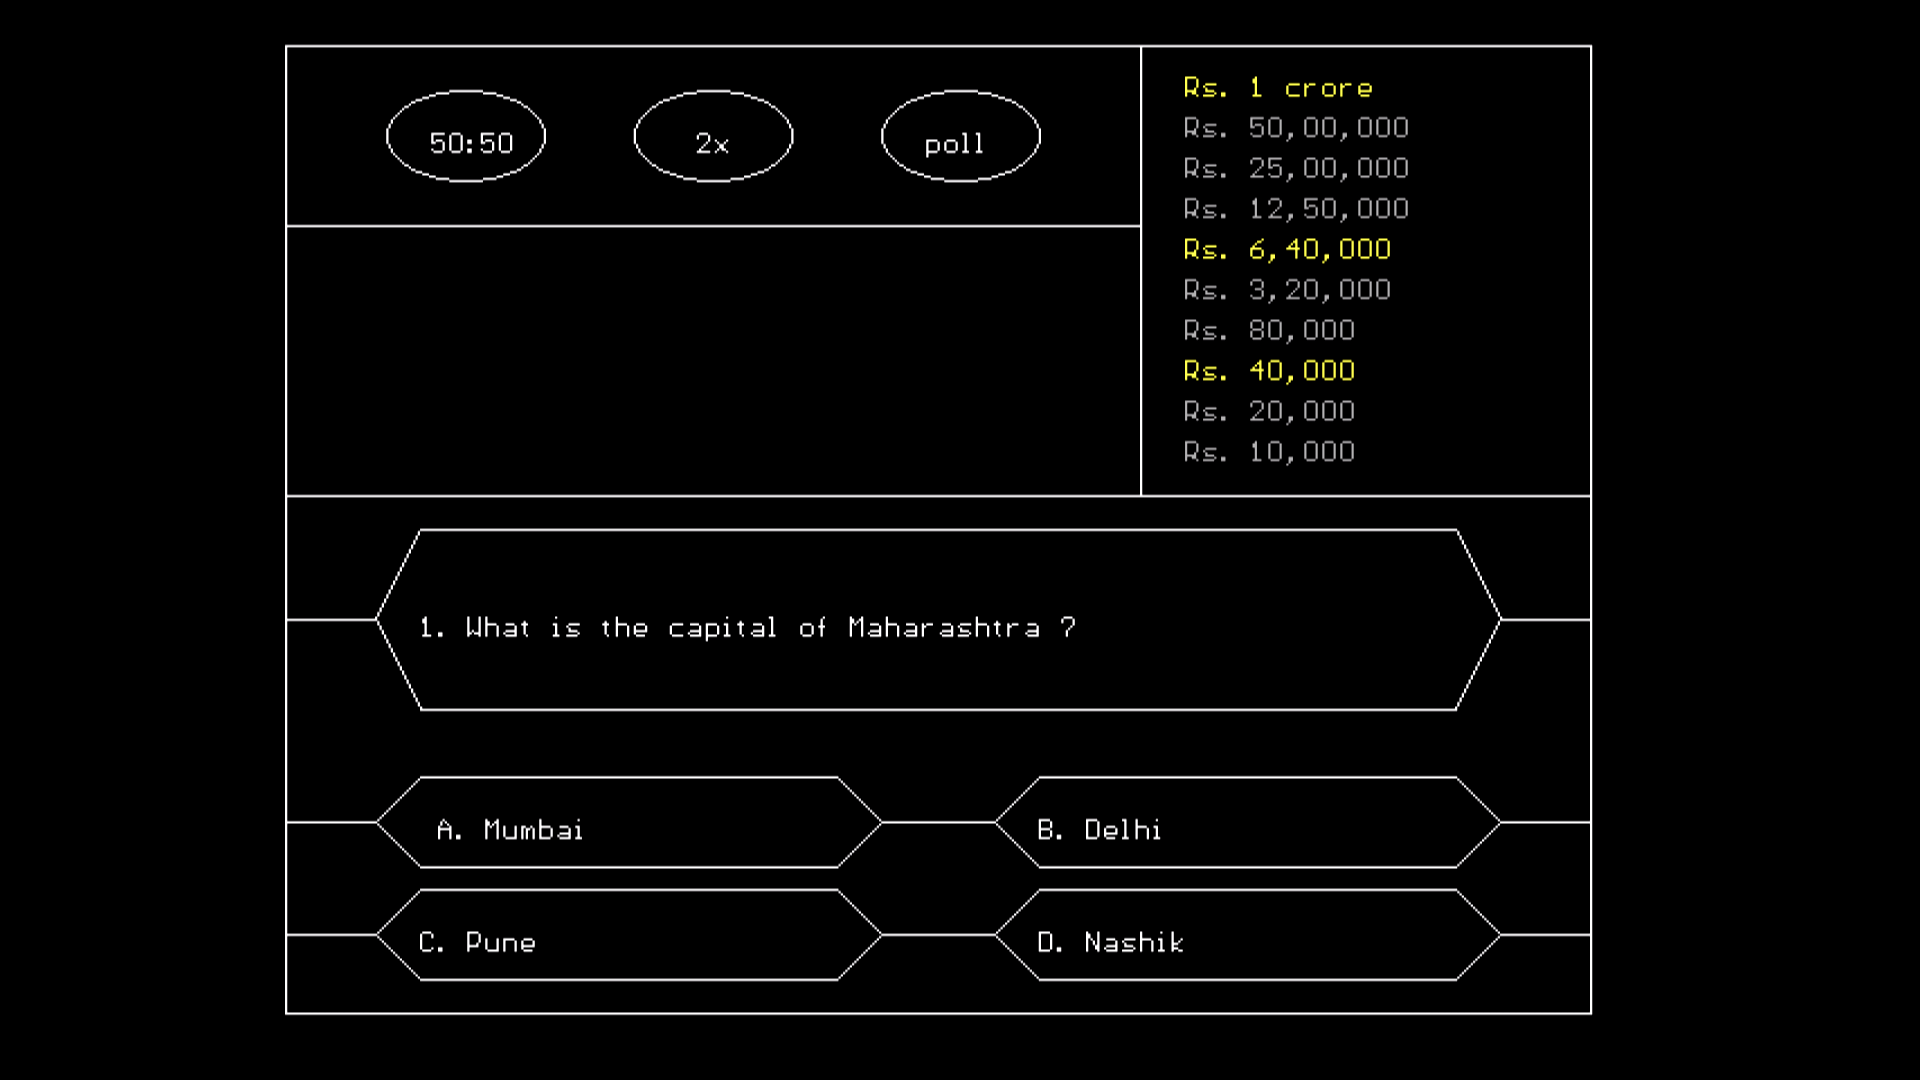 50:50 2x poll
Rs. 1 crore
Rs. 50,00,000
Rs. 25,00,000
Rs. 12,50,000
Rs. 6,40,000
Rs. 3,20,000
Rs. 80,000
Rs. 40,000
Rs. 20,000
Rs. 10,000
1. What is the capital of Maharashtra ?
A. Mumbai
B. Delhi
C. Pune
D. Nashik